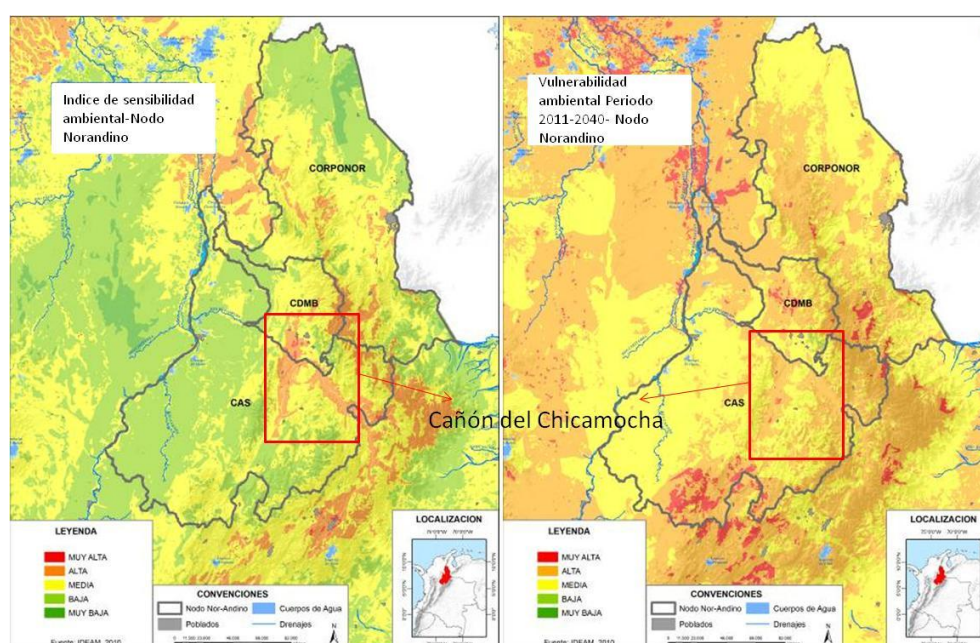 Indice de sensibilidad
ambiental-Nodo
Norandino
CORPONOR
CDMB
CAS
LEYENDA
MUY ALTA
ALTA
MEDIA
BAJA
MUY BAJA
CONVENCIONES
Nodo Nor-Andino
Cuerpos de Agua
Poblados
Drenajes
LOCALIZACION
Fuente: IDEAM, 2010
Cañón del Chicamocha
Vulnerabilidad
ambiental Periodo
2011-2040- Nodo
Norandino
CORPONOR
CDMB
CAS
LEYENDA
MUY ALTA
ALTA
MEDIA
BAJA
MUY BAJA
CONVENCIONES
Nodo Nor-Andino
Cuerpos de Agua
Poblados
Drenajes
LOCALIZACION
Fuente: IDEAM, 2010